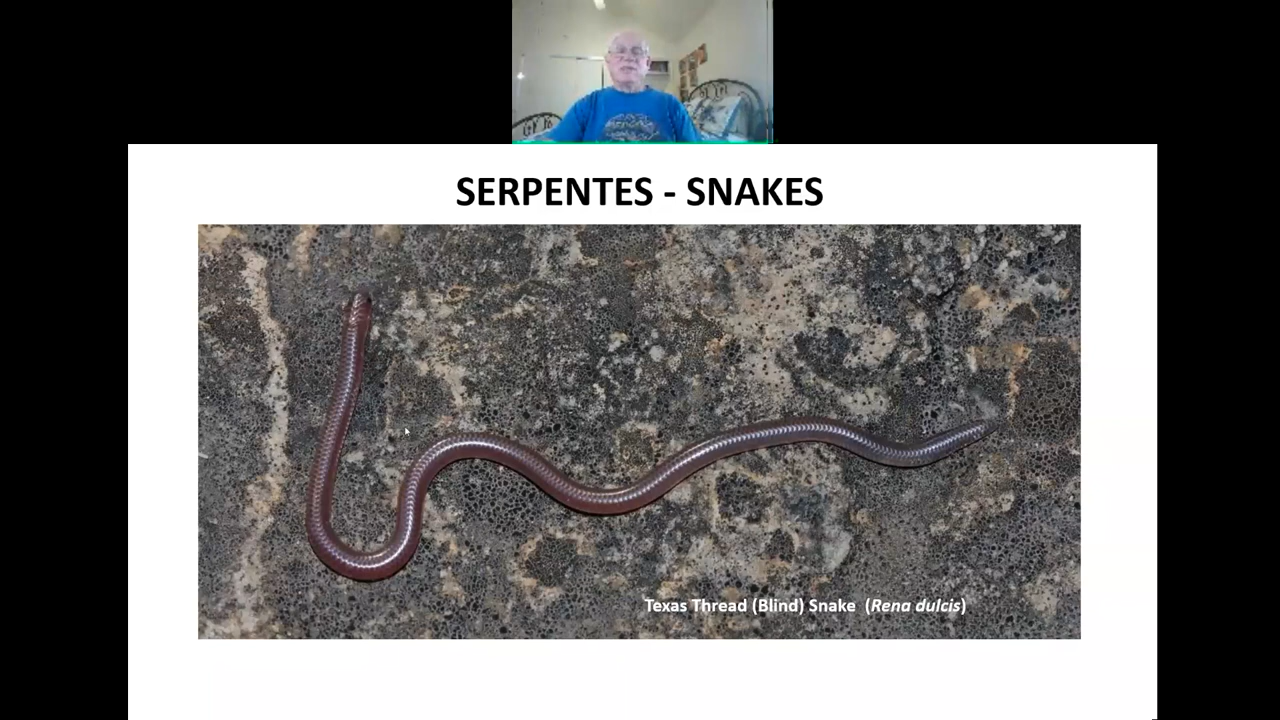 SERPENTES - SNAKES
Texas Thread (Blind) Snake (Rena dulcis)